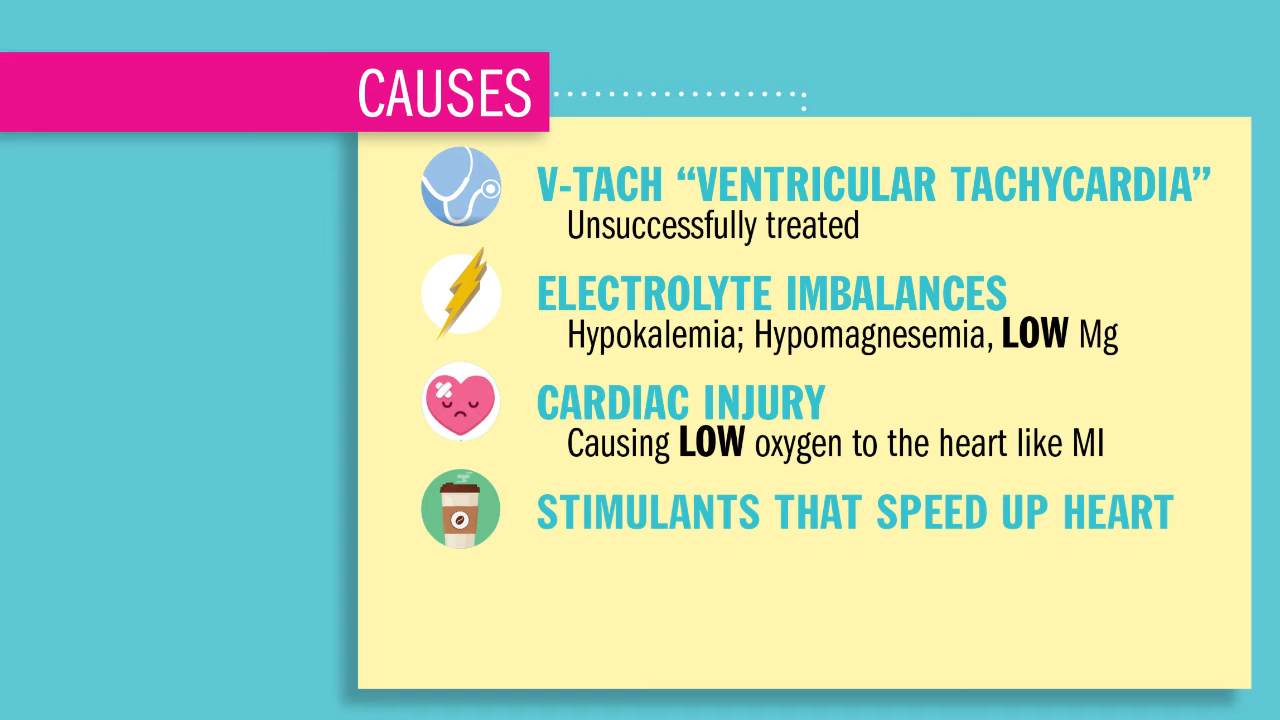 CAUSES
V-TACH “VENTRICULAR TACHYCARDIA”
Unsuccessfully treated
ELECTROLYTE IMBALANCES
Hypokalemia; Hypomagnesemia, LOW Mg
CARDIAC INJURY
Causing LOW oxygen to the heart like MI
STIMULANTS THAT SPEED UP HEART